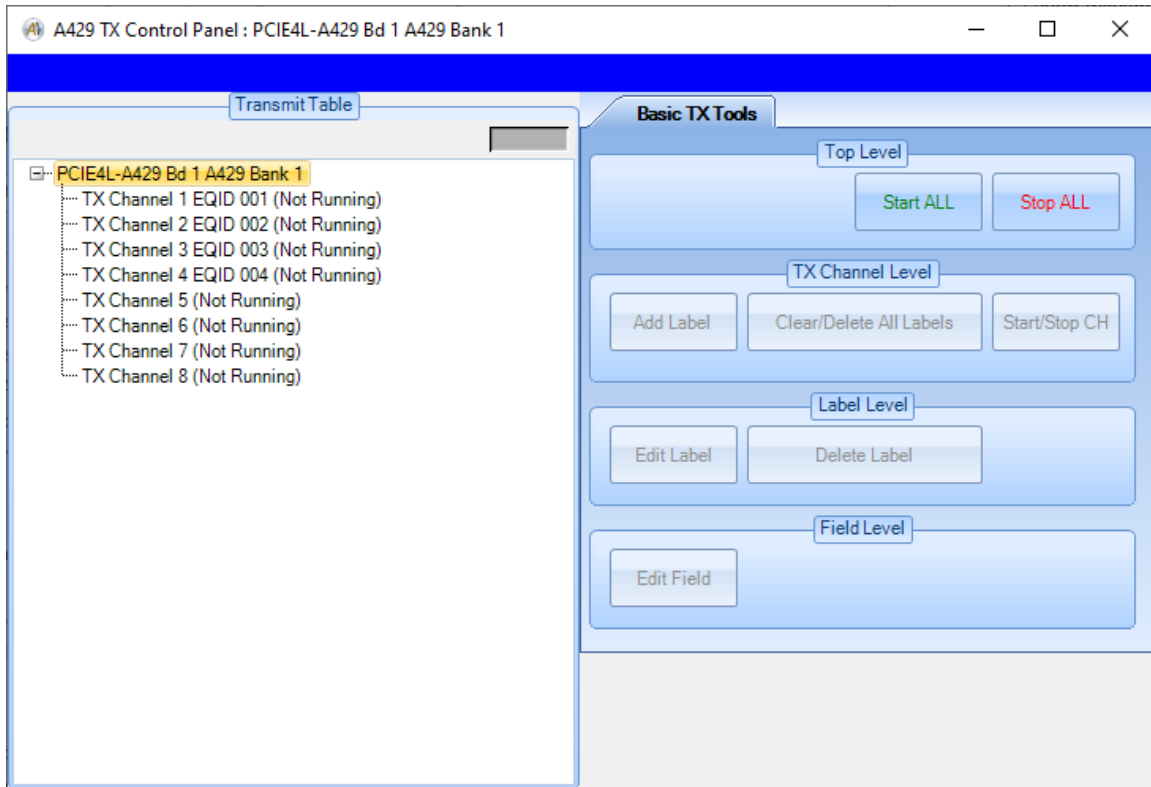 A429 TX Control Panel : PCIE4L-A429 Bd 1 A429 Bank 1
Transmit Table
PCIE4L-A429 Bd 1 A429 Bank 1
TX Channel 1 EQID 001 (Not Running)
TX Channel 2 EQID 002 (Not Running)
TX Channel 3 EQID 003 (Not Running)
TX Channel 4 EQID 004 (Not Running)
TX Channel 5 (Not Running)
TX Channel 6 (Not Running)
TX Channel 7 (Not Running)
TX Channel 8 (Not Running)
Basic TX Tools
Top Level
Start ALL
Stop ALL
TX Channel Level
Add Label
Clear/Delete All Labels
Start/Stop CH
Label Level
Edit Label
Delete Label
Field Level
Edit Field